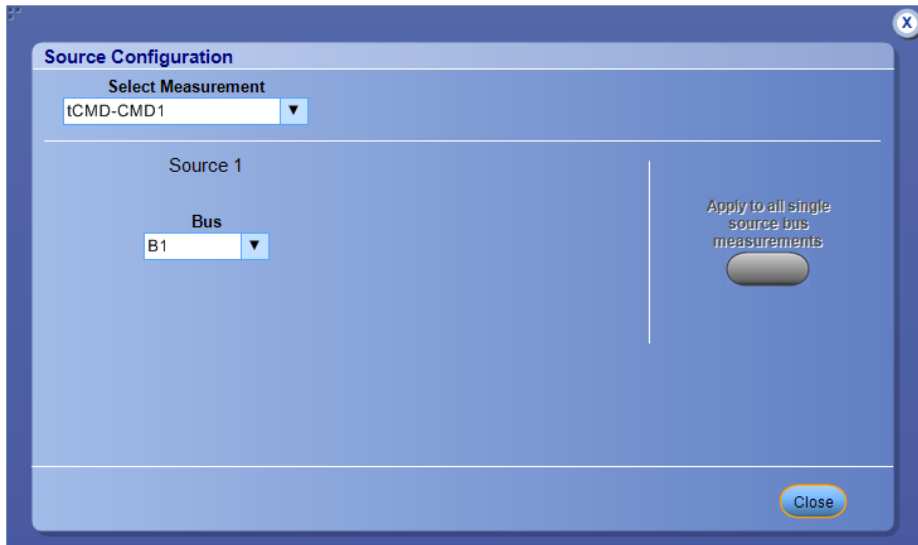 X
Source Configuration
Select Measurement
tCMD-CMD1
Source 1
Bus
B1
Apply to all single
source bus
measurements
Close